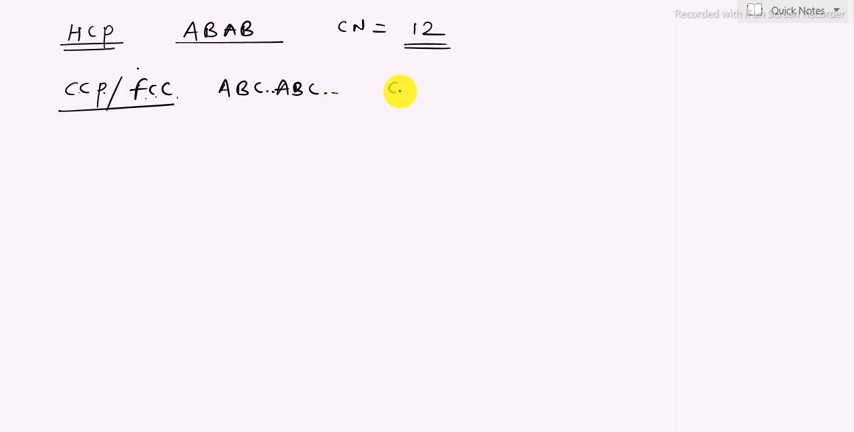 Quick Notes
HCP ABAB CN = 12
CCP/fCC. ABC..ABC.. C.